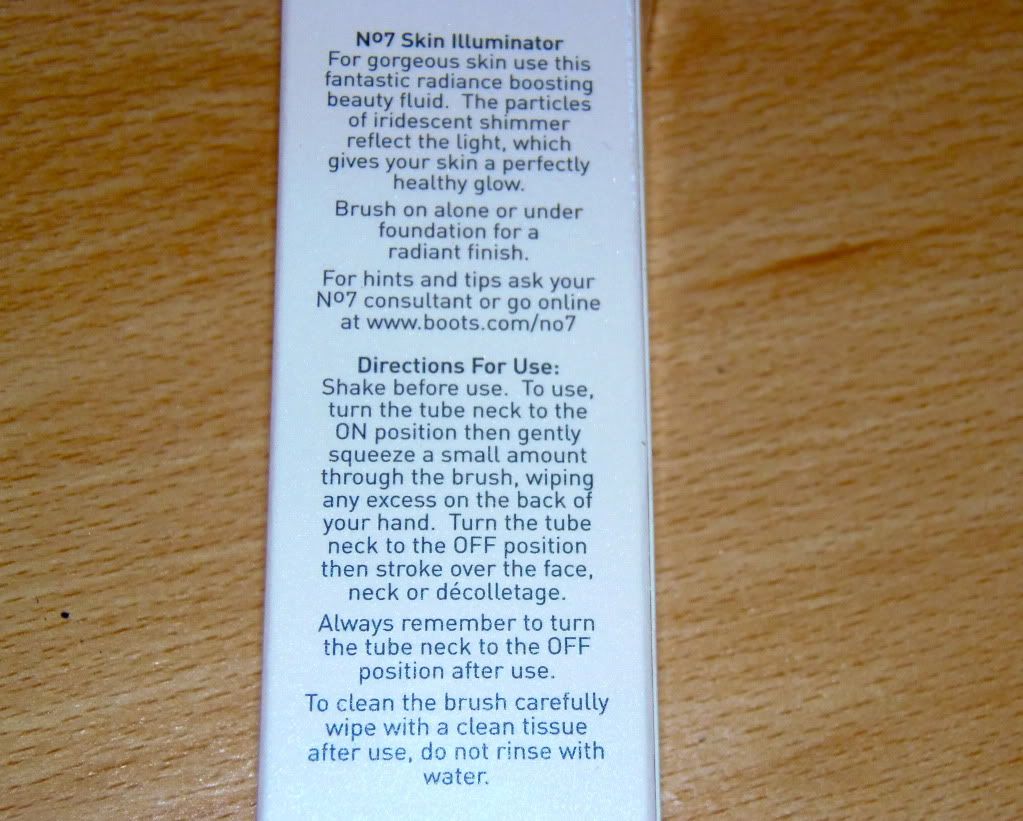 Nº7 Skin Illuminator
For gorgeous skin use this
fantastic radiance boosting
beauty fluid.  The particles
of iridescent shimmer
reflect the light, which
gives your skin a perfectly
healthy glow.
Brush on alone or under
foundation for a
radiant finish.
For hints and tips ask your
Nº7 consultant or go online
at www.boots.com/no7
Directions For Use:
Shake before use.  To use,
turn the tube neck to the
ON position then gently
squeeze a small amount
through the brush, wiping
any excess on the back of
your hand.  Turn the tube
neck to the OFF position
then stroke over the face,
neck or décolletage.
Always remember to turn
the tube neck to the OFF
position after use.
To clean the brush carefully
wipe with a clean tissue
after use, do not rinse with
water.